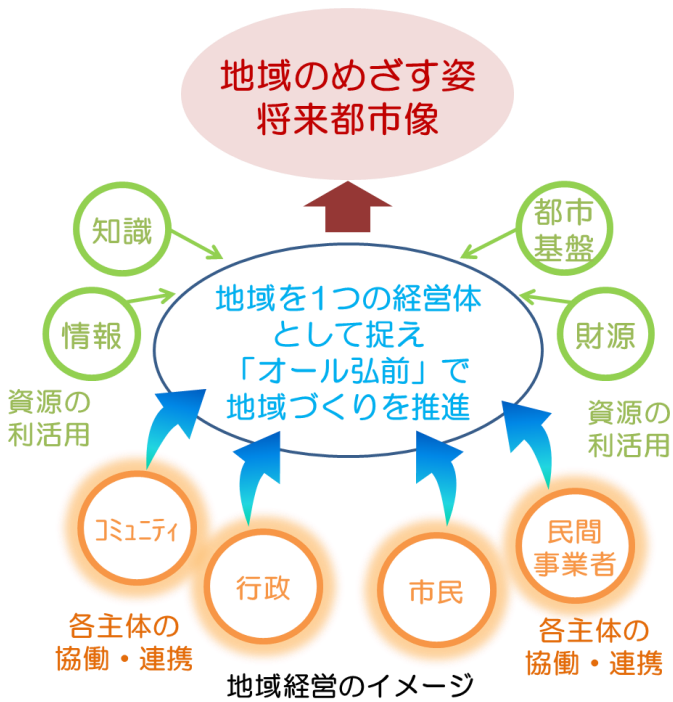 地域のめざす姿
将来都市像
知識
都市
基盤
情報
財源
地域を1つの経営体
として捉え
「オール弘前」で
地域づくりを推進
資源の
利活用
資源の
利活用
コミュニティ
行政
市民
民間
事業者
各主体の
協働・連携
各主体の
協働・連携
地域経営のイメージ